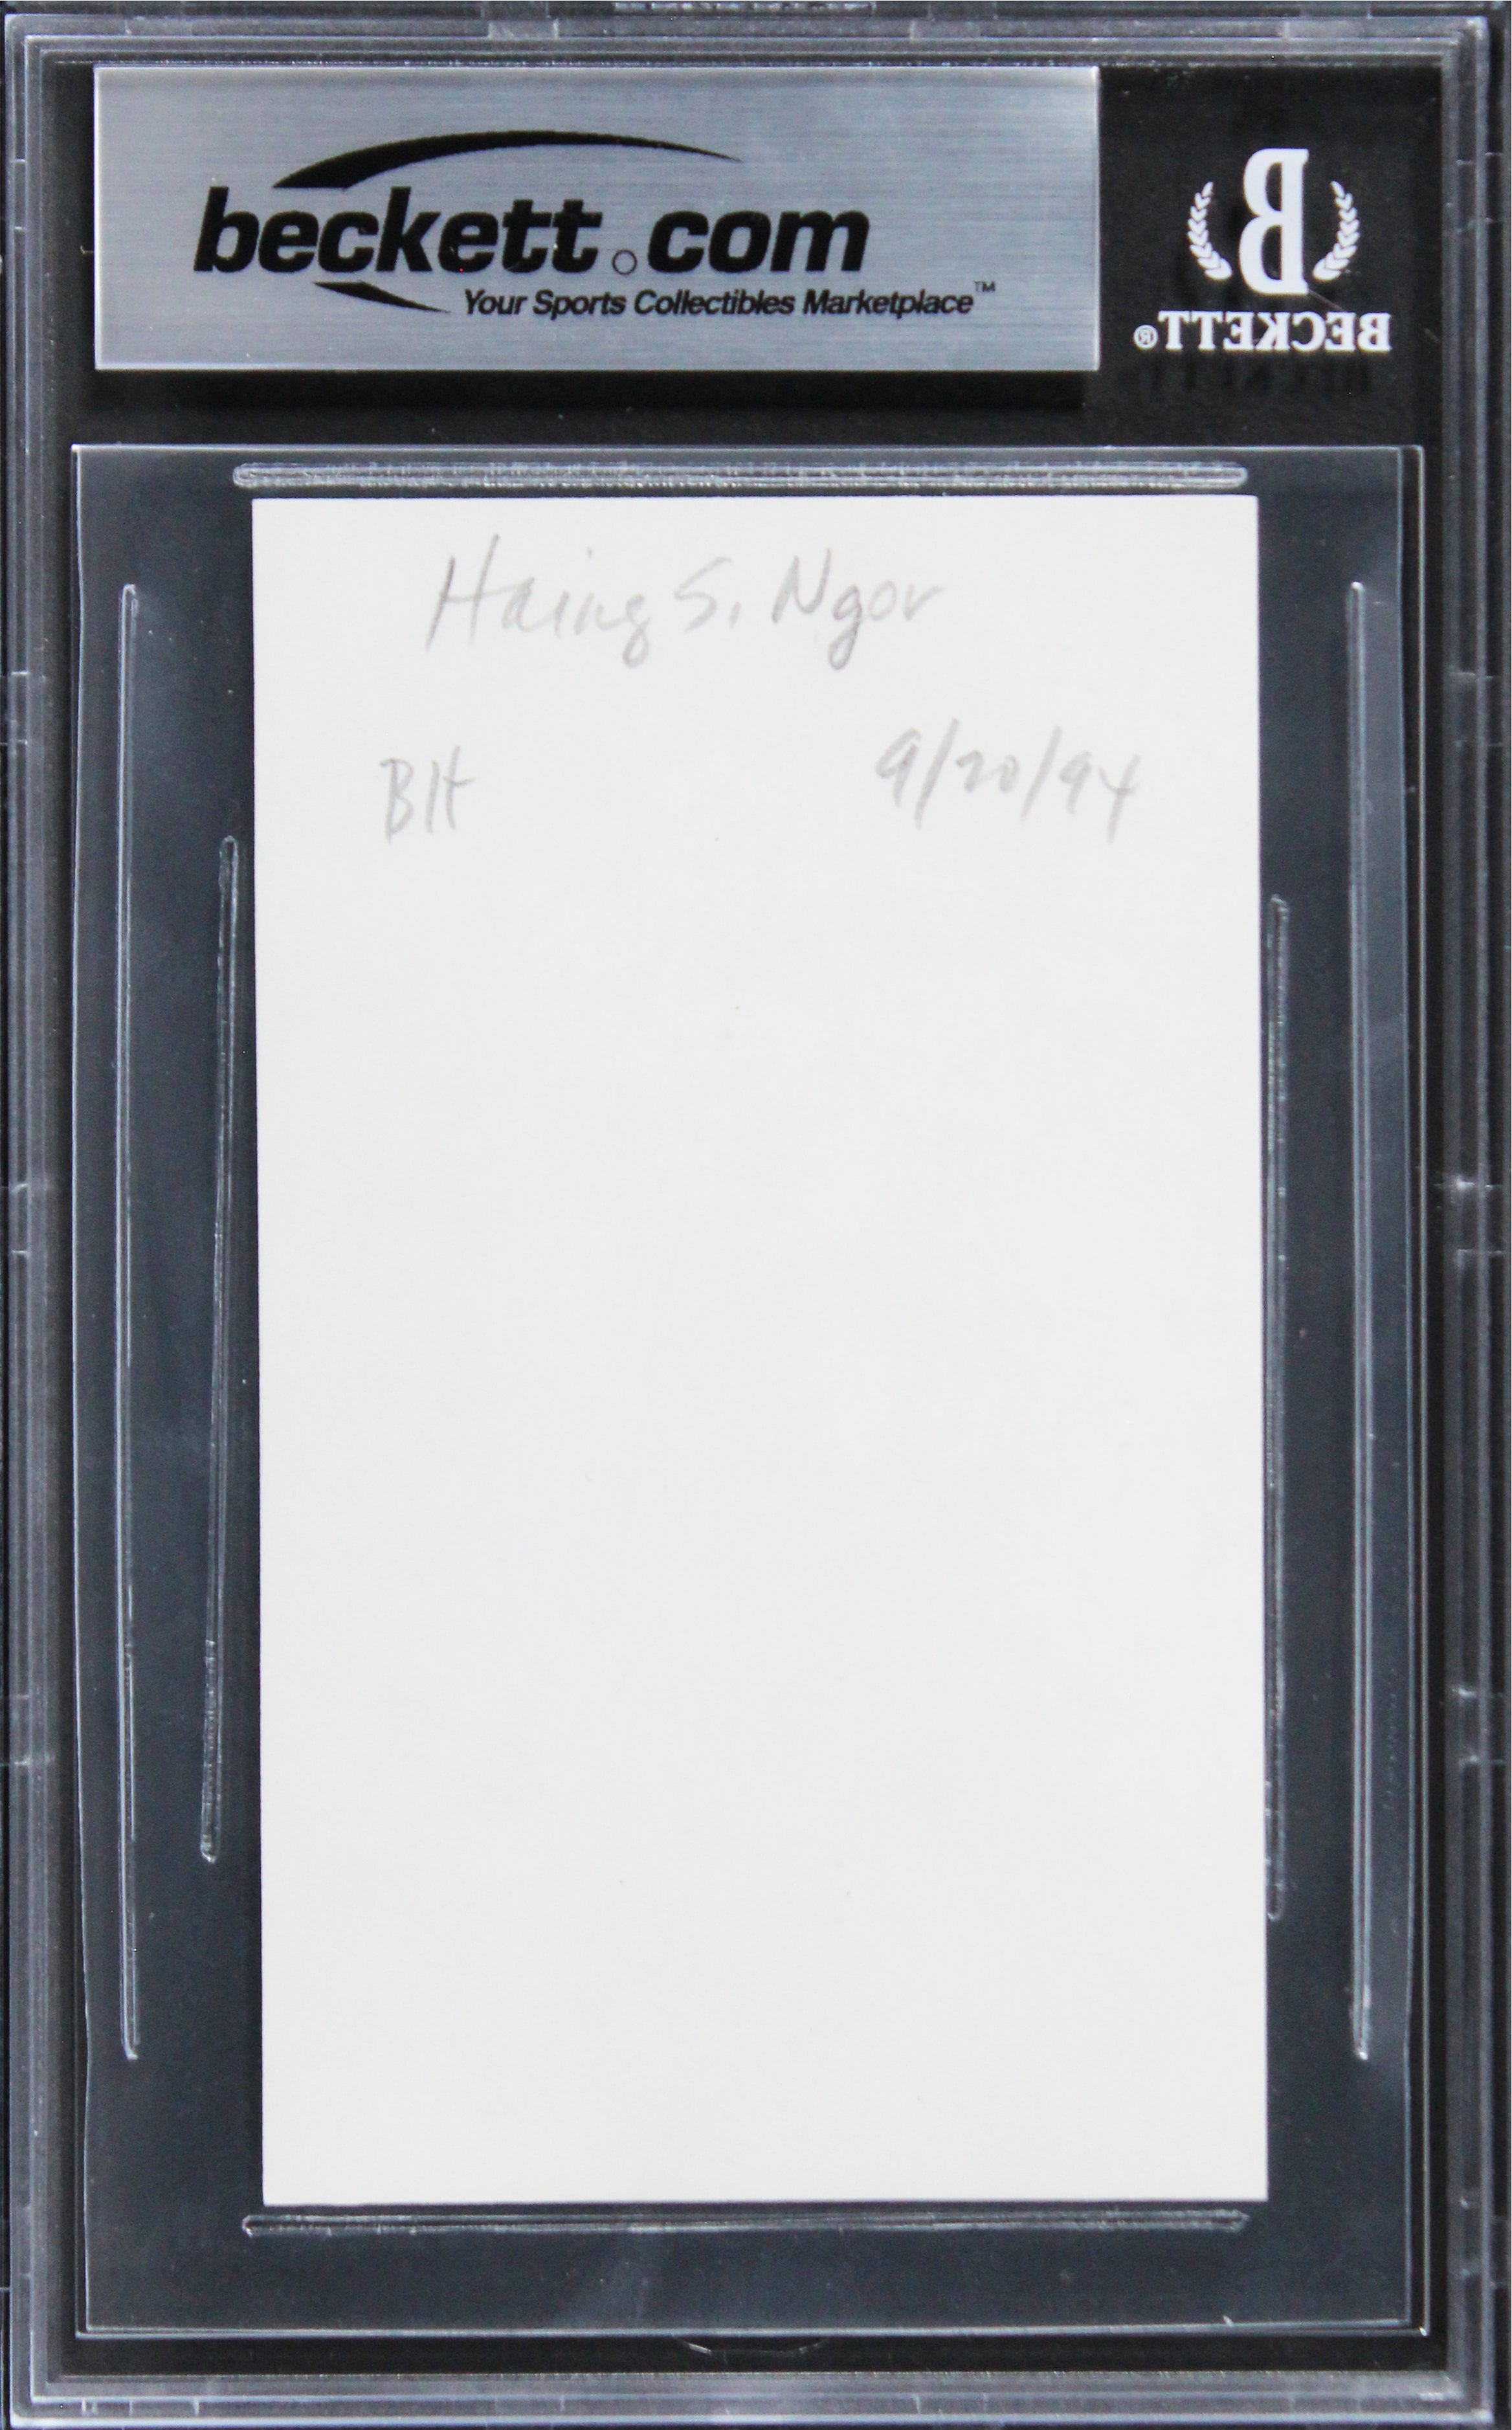 beckett.com
Your Sports Collectibles Marketplace™
B
BECKETT®
Haing S. Ngor
BH 9/20/94